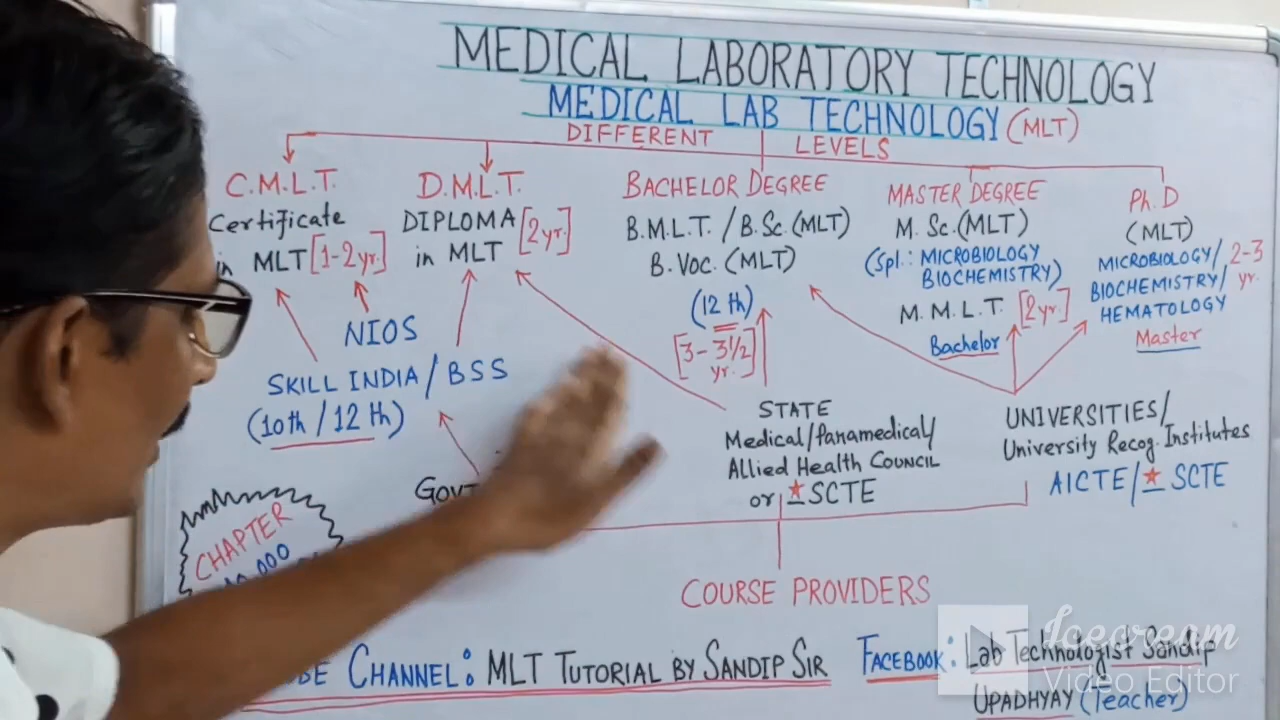 MEDICAL LABORATORY TECHNOLOGY
MEDICAL LAB TECHNOLOGY (MLT)
DIFFERENT LEVELS
C.M.L.T.
Certificate
in MLT [1-2 yr.]
D.M.L.T.
DIPLOMA
in MLT [2 yr.]
BACHELOR DEGREE
B.M.L.T. / B.Sc. (MLT)
B.Voc. (MLT)
(12 th)
[3 - 3 1/2
yr.]
MASTER DEGREE
M.Sc. (MLT)
(Spl.: MICROBIOLOGY
BIOCHEMISTRY)
M.M.L.T. [2 yr.]
Bachelor
Ph.D
(MLT)
MICROBIOLOGY/
BIOCHEMISTRY/
HEMATOLOGY
2-3
yr.
Master
NIOS
SKILL INDIA / BSS
(10th / 12 th)
GOVT
STATE
Medical/Paramedical/
Allied Health COUNCIL
or ★SCTE
UNIVERSITIES/
University Recog. Institutes
AICTE/★ SCTE
CHAPTER
COURSE PROVIDERS
CHANNEL: MLT TUTORIAL BY SANDIP SIR
FACEBOOK: Lab Technologist Sandip
UPADHYAY (Teacher)
Icecream
Video Editor